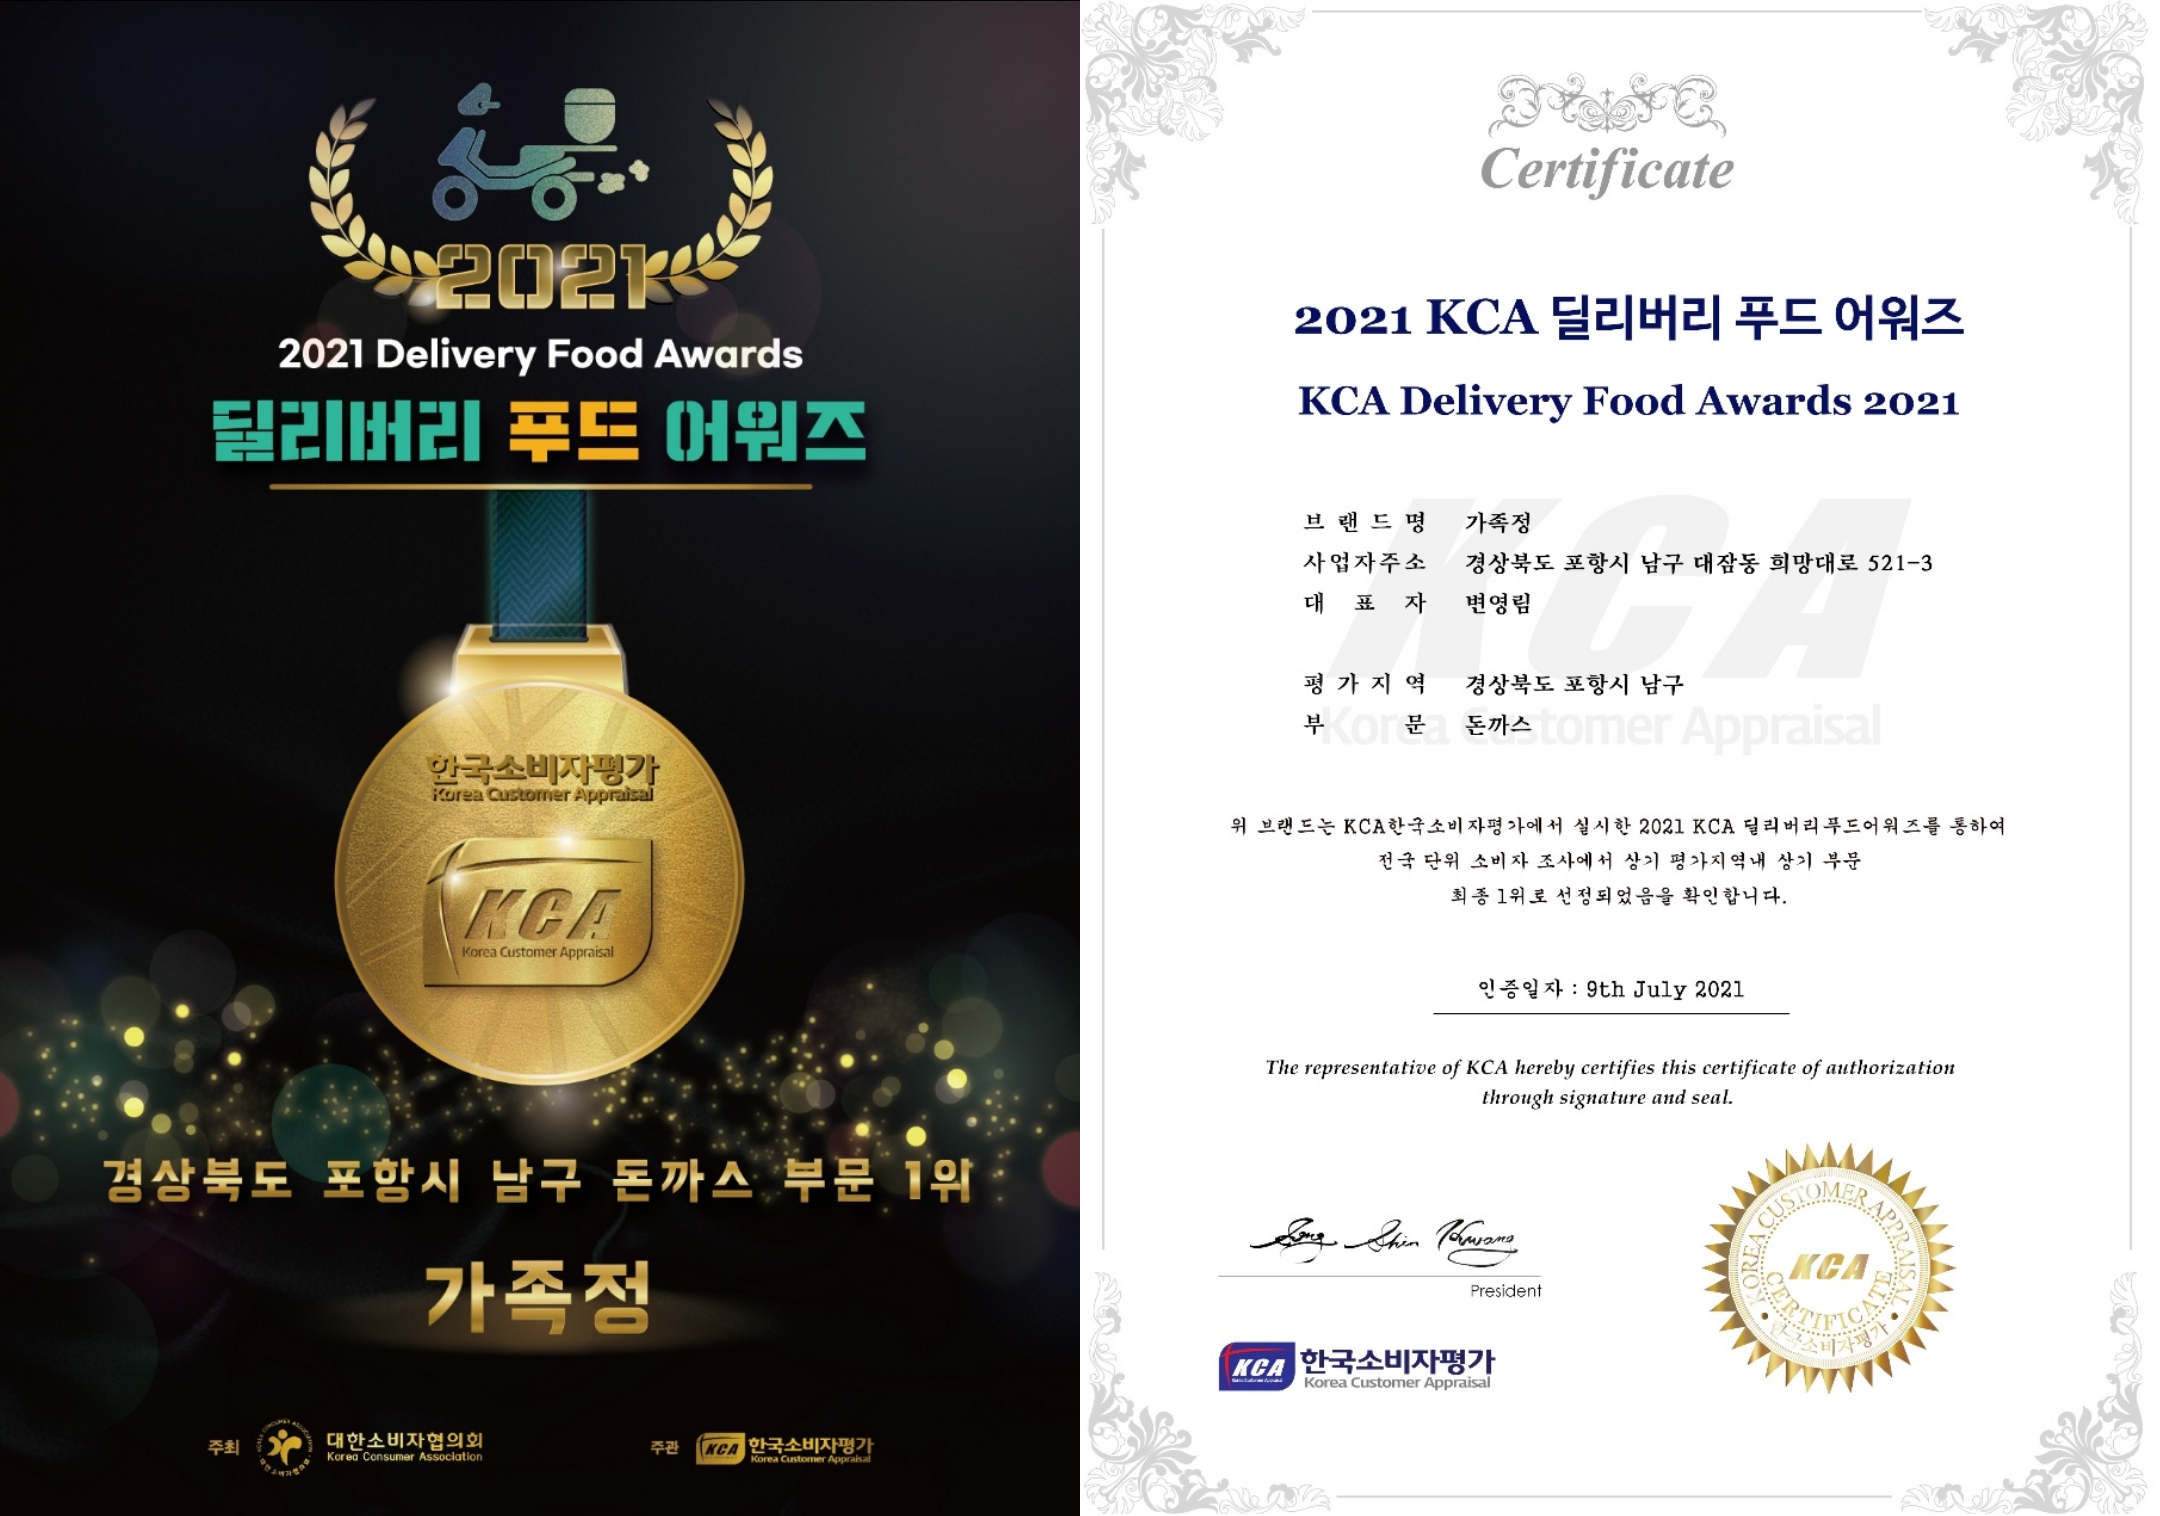 2021
2021 Delivery Food Awards
딜리버리 푸드 어워즈
한국소비자평가
Korea Customer Appraisal
KCA
Korea Customer Appraisal
경상북도 포항시 남구 돈까스 부문 1위
가족정
주최 대한소비자협의회
Korea Consumer Association
주관 KCA 한국소비자평가
Korea Customer Appraisal
Certificate
2021 KCA 딜리버리 푸드 어워즈
KCA Delivery Food Awards 2021
브랜드명 가족정
사업자주소 경상북도 포항시 남구 대잠동 희망대로 521-3
대표자 변영림
평가지역 경상북도 포항시 남구
부문 돈까스
KCA
Korea Customer Appraisal
위 브랜드는 KCA한국소비자평가에서 실시한 2021 KCA 딜리버리푸드어워즈를 통하여
전국 단위 소비자 조사에서 상기 평가지역내 상기 부문
최종 1위로 선정되었음을 확인합니다.
인증일자 : 9th July 2021
The representative of KCA hereby certifies this certificate of authorization
through signature and seal.
President
KCA 한국소비자평가
Korea Customer Appraisal
KOREA CUSTOMER APPRAISAL
KCA
CERTIFICATE
한국소비자평가